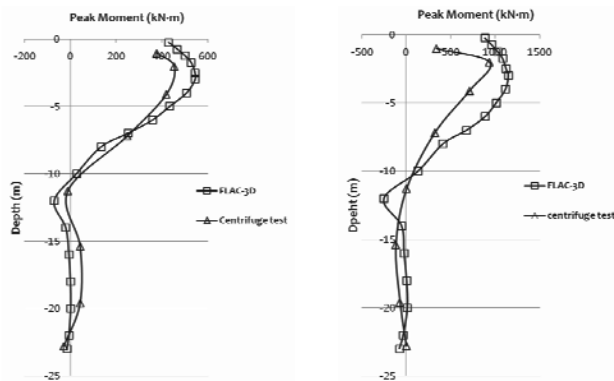 Peak Moment (kN·m)
-200 0 200 400 600
0
-5
-10
-15
-20
-25
Depth (m)
FLAC-3D
Centrifuge test
Peak Moment (kN·m)
-500 0 500 1000 1500
0
-5
-10
-15
-20
-25
Dpeht (m)
FLAC-3D
Centrifuge test